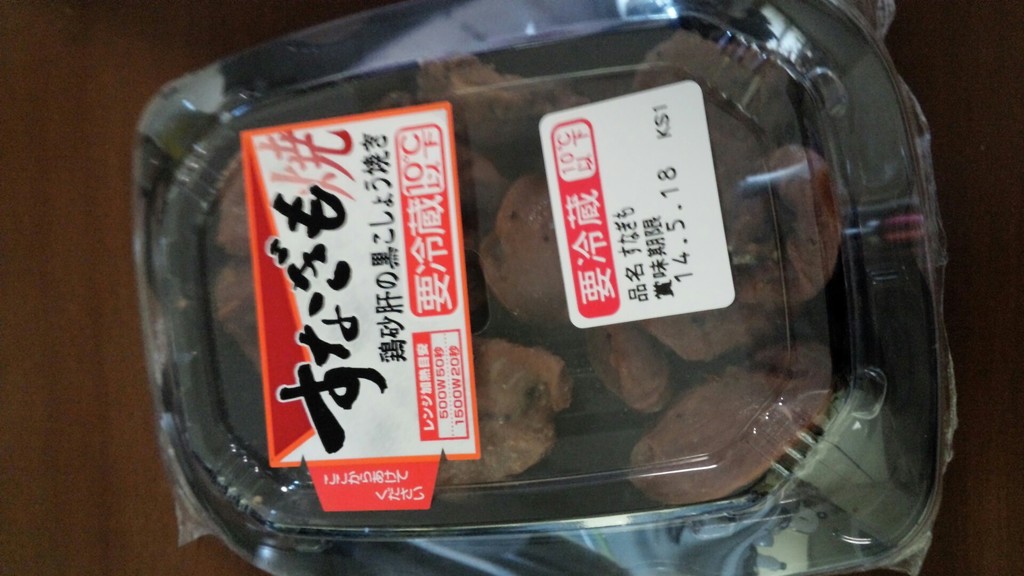 すなぎも焼
鶏砂肝の黒こしょう焼き
要冷蔵10℃以下
レンジ加熱目安
500W50秒
1500W20秒
ここからあけて
ください
要冷蔵 10℃以下
品名 すなぎも
賞味期限
14.5.18 KS1